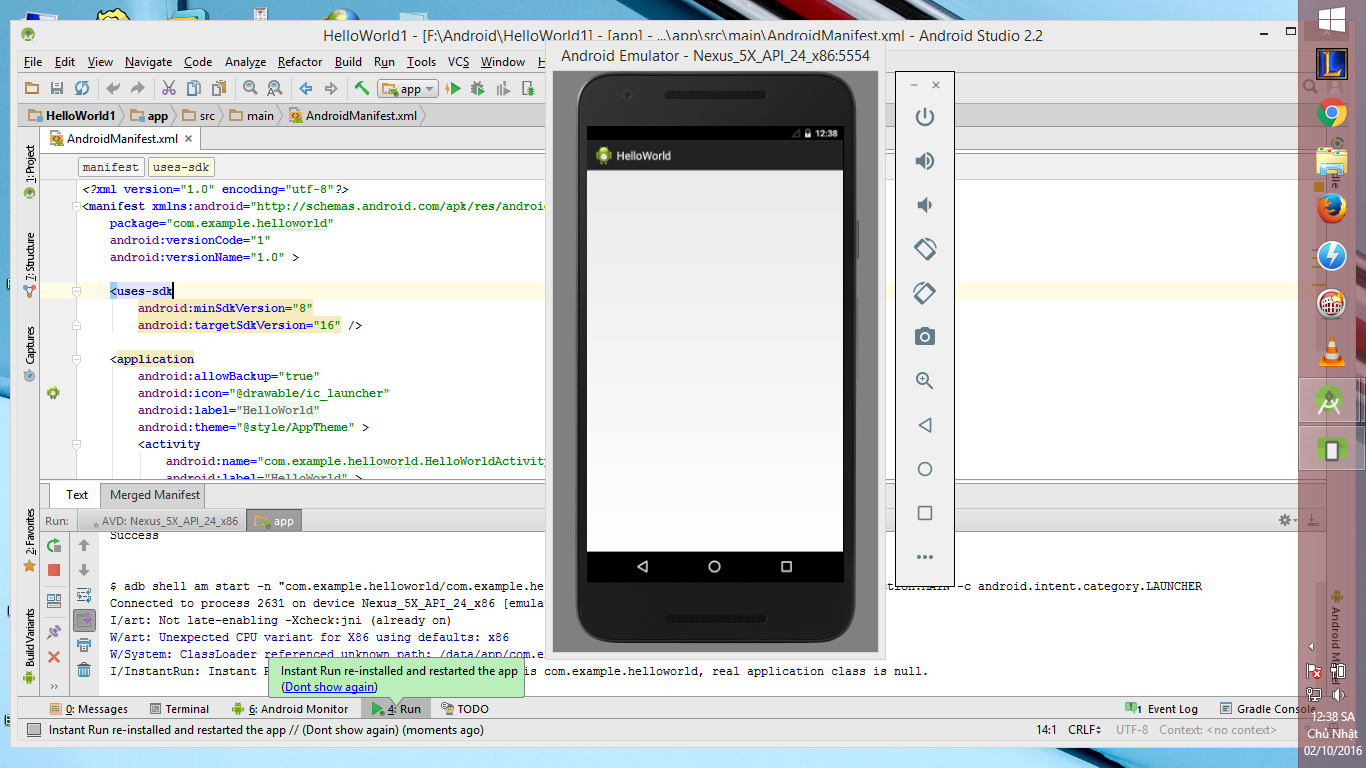 HelloWorld1 - [F:\Android\HelloWorld1] - [app] - ...\app\src\main\AndroidManifest.xml - Android Studio 2.2
File Edit View Navigate Code Analyze Refactor Build Run Tools VCS Window
app
HelloWorld1 app src main AndroidManifest.xml
AndroidManifest.xml
manifest uses-sdk
<?xml version="1.0" encoding="utf-8"?>
<manifest xmlns:android="http://schemas.android.com/apk/res/android
package="com.example.helloworld"
android:versionCode="1"
android:versionName="1.0" >
<uses-sdk
android:minSdkVersion="8"
android:targetSdkVersion="16" />
<application
android:allowBackup="true"
android:icon="@drawable/ic_launcher"
android:label="HelloWorld"
android:theme="@style/AppTheme" >
<activity
android:name="com.example.helloworld.HelloWorldActivity
android:label="HelloWorld" >
Text Merged Manifest
1: Project
7: Structure
Captures
2: Favorites
Build Variants
Android Emulator - Nexus_5X_API_24_x86:5554
12:38
HelloWorld
Run: AVD: Nexus_5X_API_24_x86 app
Success
$ adb shell am start -n "com.example.helloworld/com.example.he
-c android.intent.category.LAUNCHER
Connected to process 2631 on device Nexus_5X_API_24_x86 [emula
I/art: Not late-enabling -Xcheck:jni (already on)
W/art: Unexpected CPU variant for X86 using defaults: x86
W/System: ClassLoader referenced unknown path: /data/app/com.e
I/InstantRun: Instant
is com.example.helloworld, real application class is null.
Instant Run re-installed and restarted the app
(Dont show again)
0: Messages Terminal 6: Android Monitor 4: Run TODO 1 Event Log Gradle Console
Instant Run re-installed and restarted the app // (Dont show again) (moments ago) 14:1 CRLF UTF-8 Context: <no context>
12:38 SA
Chủ Nhật
02/10/2016